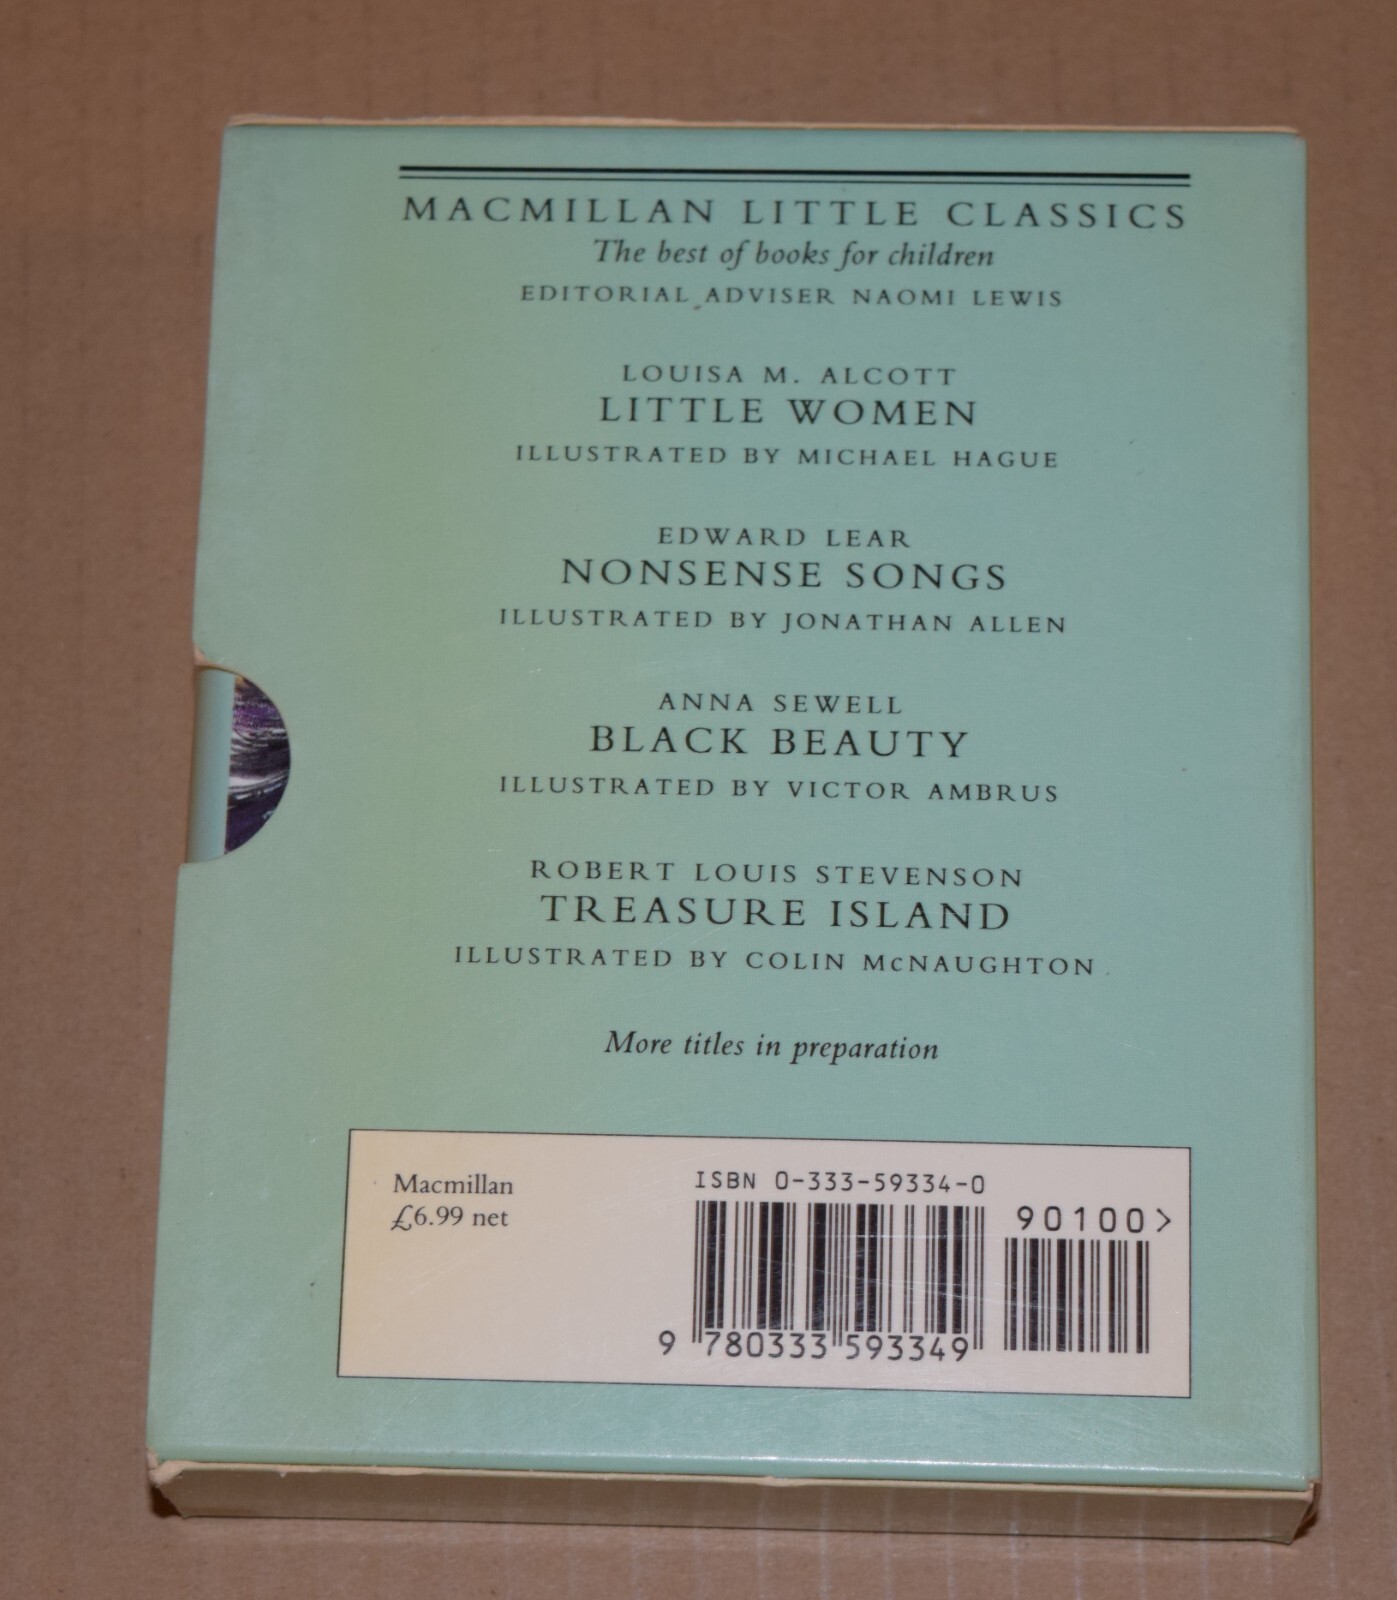 MACMILLAN LITTLE CLASSICS
The best of books for children
EDITORIAL ADVISER NAOMI LEWIS
LOUISA M. ALCOTT
LITTLE WOMEN
ILLUSTRATED BY MICHAEL HAGUE
EDWARD LEAR
NONSENSE SONGS
ILLUSTRATED BY JONATHAN ALLEN
ANNA SEWELL
BLACK BEAUTY
ILLUSTRATED BY VICTOR AMBRUS
ROBERT LOUIS STEVENSON
TREASURE ISLAND
ILLUSTRATED BY COLIN McNAUGHTON
More titles in preparation
Macmillan
£6.99 net
ISBN 0-333-59334-0
90100>
9 780333 593349